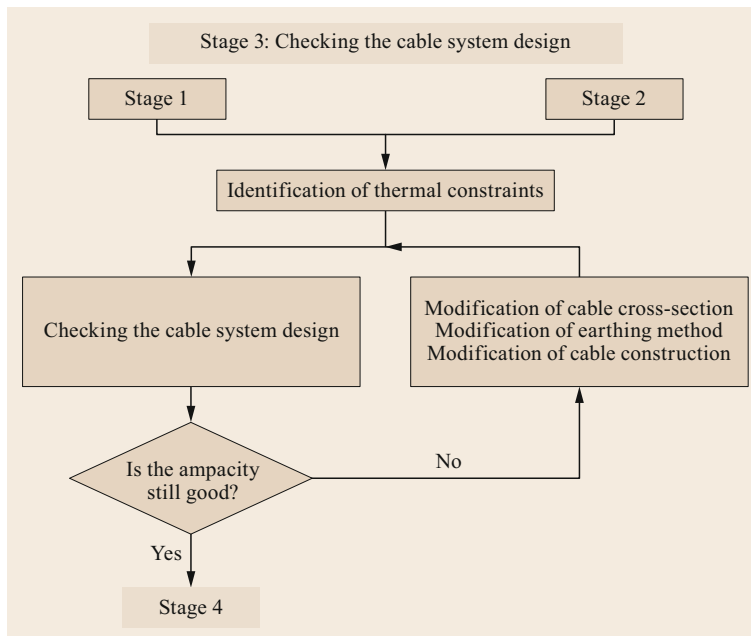 Stage 3: Checking the cable system design
Stage 1
Stage 2
Identification of thermal constraints
Checking the cable system design
Modification of cable cross-section
Modification of earthing method
Modification of cable construction
Is the ampacity
still good?
No
Yes
Stage 4